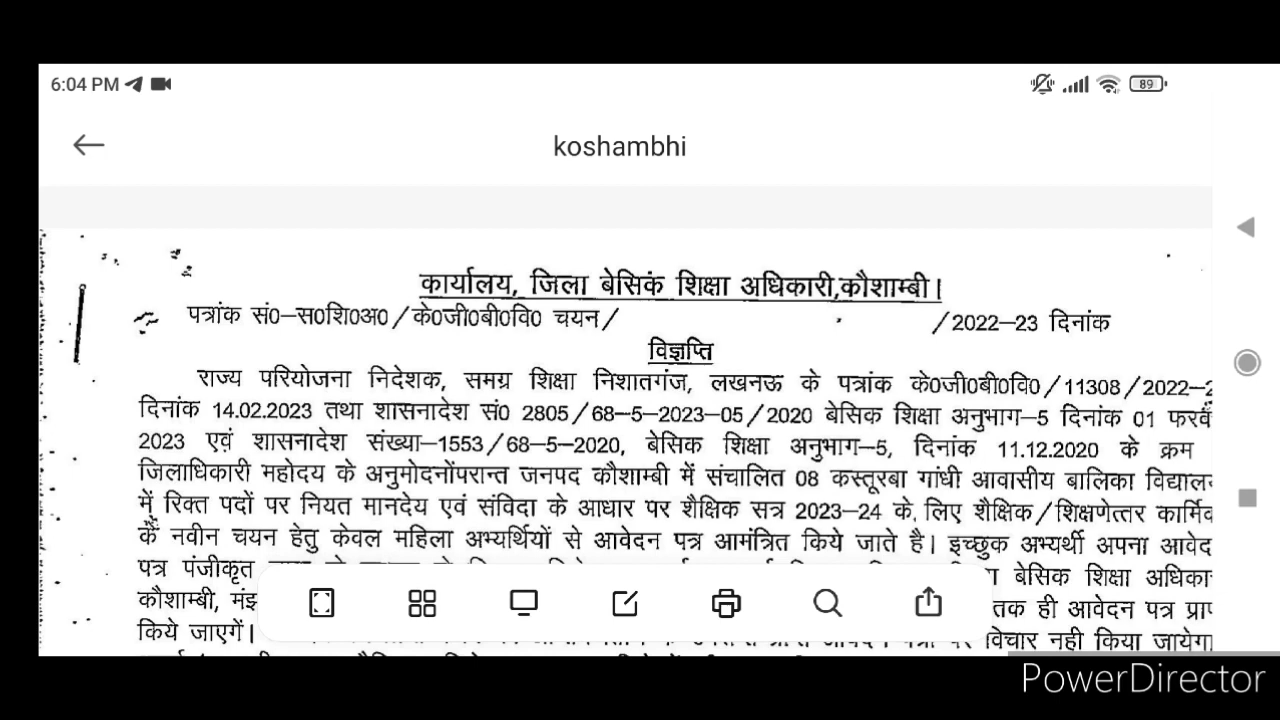 6:04 PM
89
koshambhi
कार्यालय, जिला बेसिकं शिक्षा अधिकारी,कौशाम्बी।
पत्रांक सं0–स0शि0अ0/के0जी0बी0वि0 चयन/ /2022–23 दिनांक
विज्ञप्ति
राज्य परियोजना निदेशक, समग्र शिक्षा निशातगंज, लखनऊ के पत्रांक के0जी0बी0वि0/11308/2022–2
दिनांक 14.02.2023 तथा शासनादेश सं0 2805/68–5–2023–05/2020 बेसिक शिक्षा अनुभाग–5 दिनांक 01 फरव
2023 एवं शासनादेश संख्या–1553/68–5–2020, बेसिक शिक्षा अनुभाग–5, दिनांक 11.12.2020 के क्रम
जिलाधिकारी महोदय के अनुमोदनोंपरान्त जनपद कौशाम्बी में संचालित 08 कस्तूरबा गांधी आवासीय बालिका विद्याल
में रिक्त पदों पर नियत मानदेय एवं संविदा के आधार पर शैक्षिक सत्र 2023–24 के, लिए शैक्षिक/शिक्षणेत्तर कार्मिक
के नवीन चयन हेतु केवल महिला अभ्यर्थियों से आवेदन पत्र आमंत्रित किये जाते है। इच्छुक अभ्यर्थी अपना आवेद
पत्र पंजीकृत बेसिक शिक्षा अधिका
कौशाम्बी, मंझ तक ही आवेदन पत्र प्रा
किये जाएगें। विचार नही किया जायेगा
PowerDirector